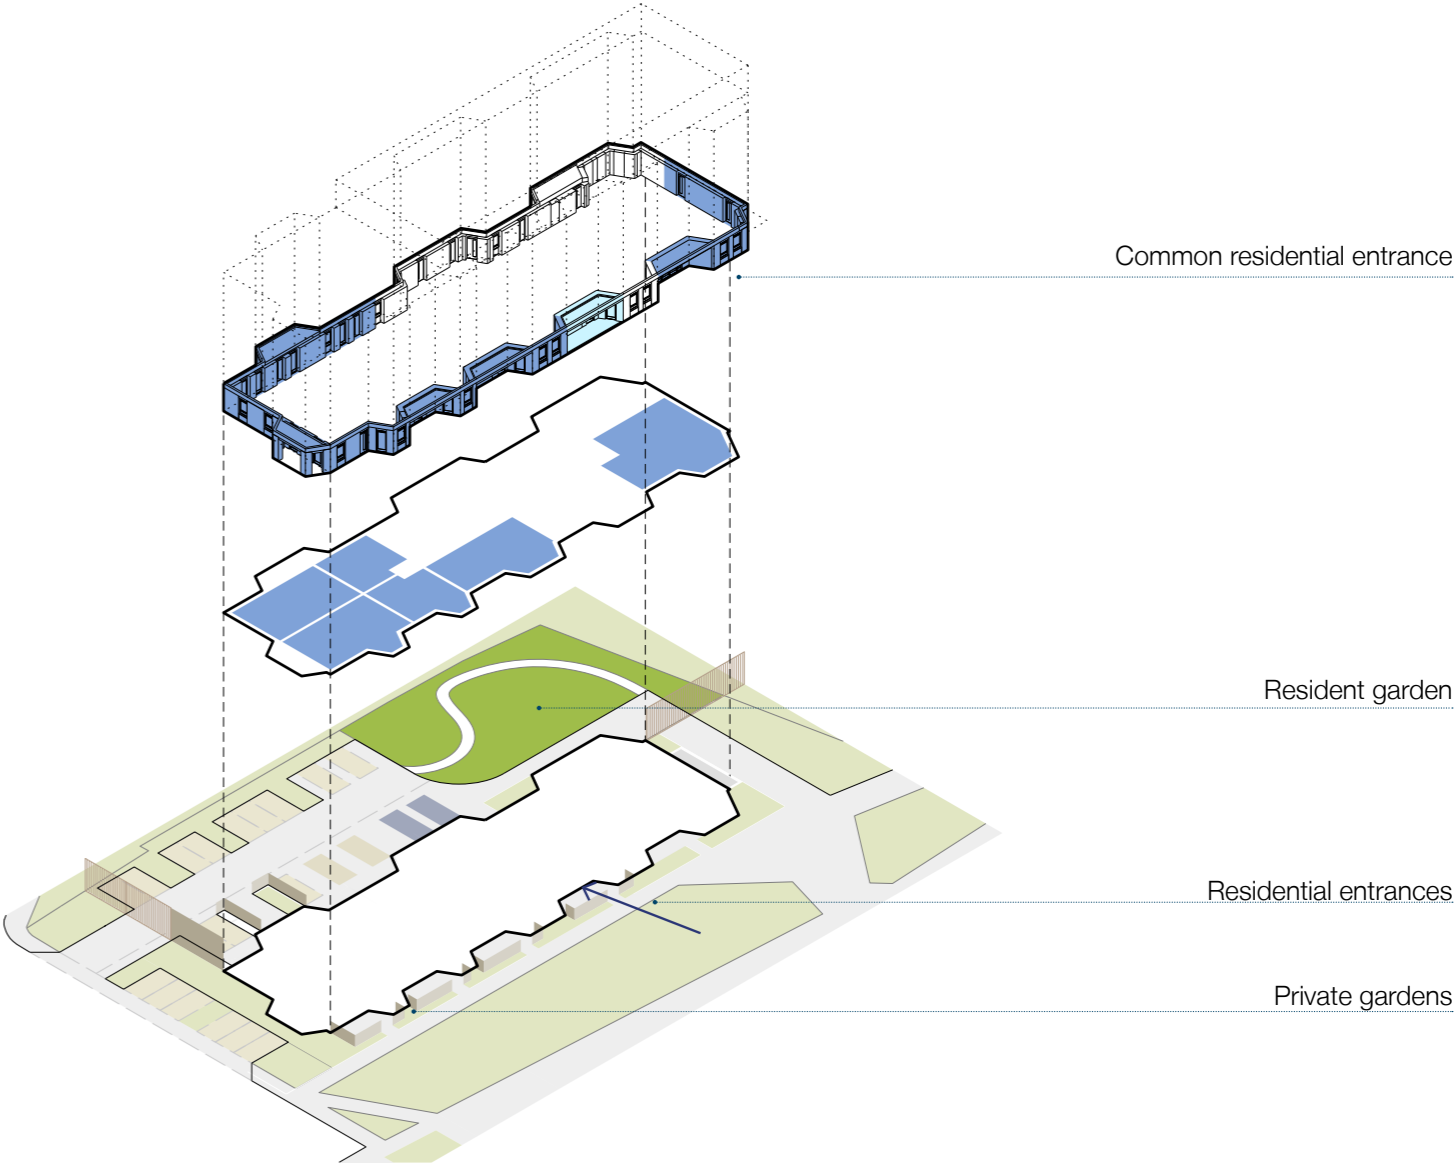 Common residential entrance
Resident garden
Residential entrances
Private gardens